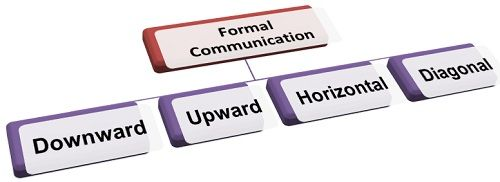 Formal
Communication
Downward
Upward
Horizontal
Diagonal